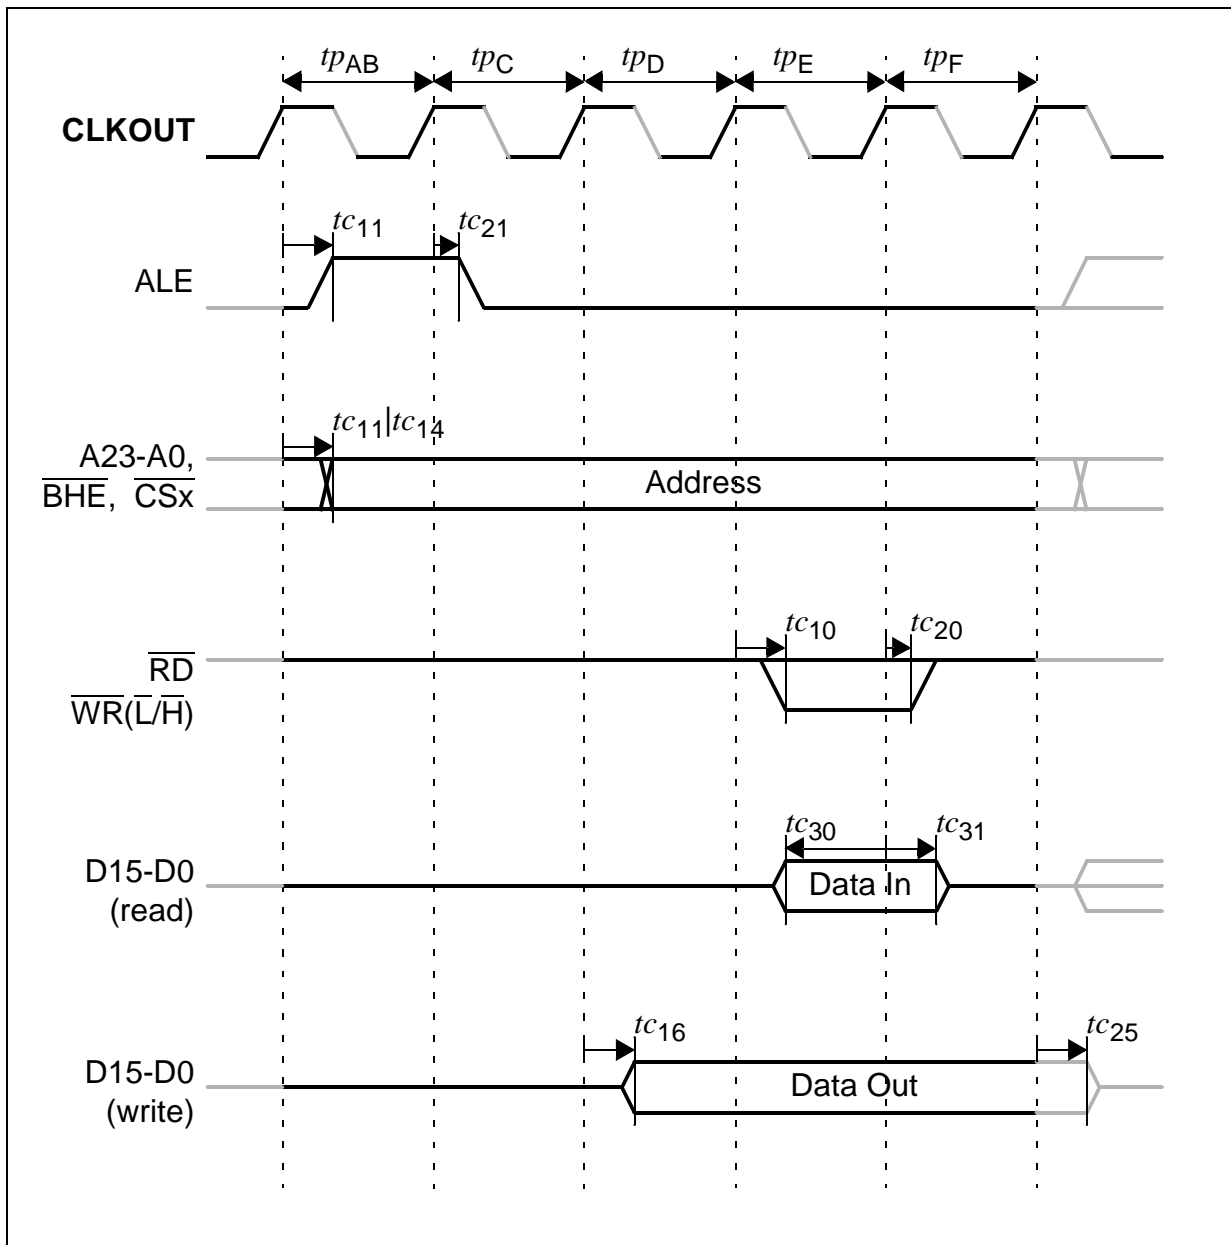 tpAB tpC tpD tpE tpF
CLKOUT
tc11 tc21
ALE
tc11|tc14
A23-A0,
BHE, CSx
Address
tc10 tc20
RD
WR(L/H)
tc30 tc31
D15-D0
(read)
Data In
tc16 tc25
D15-D0
(write)
Data Out